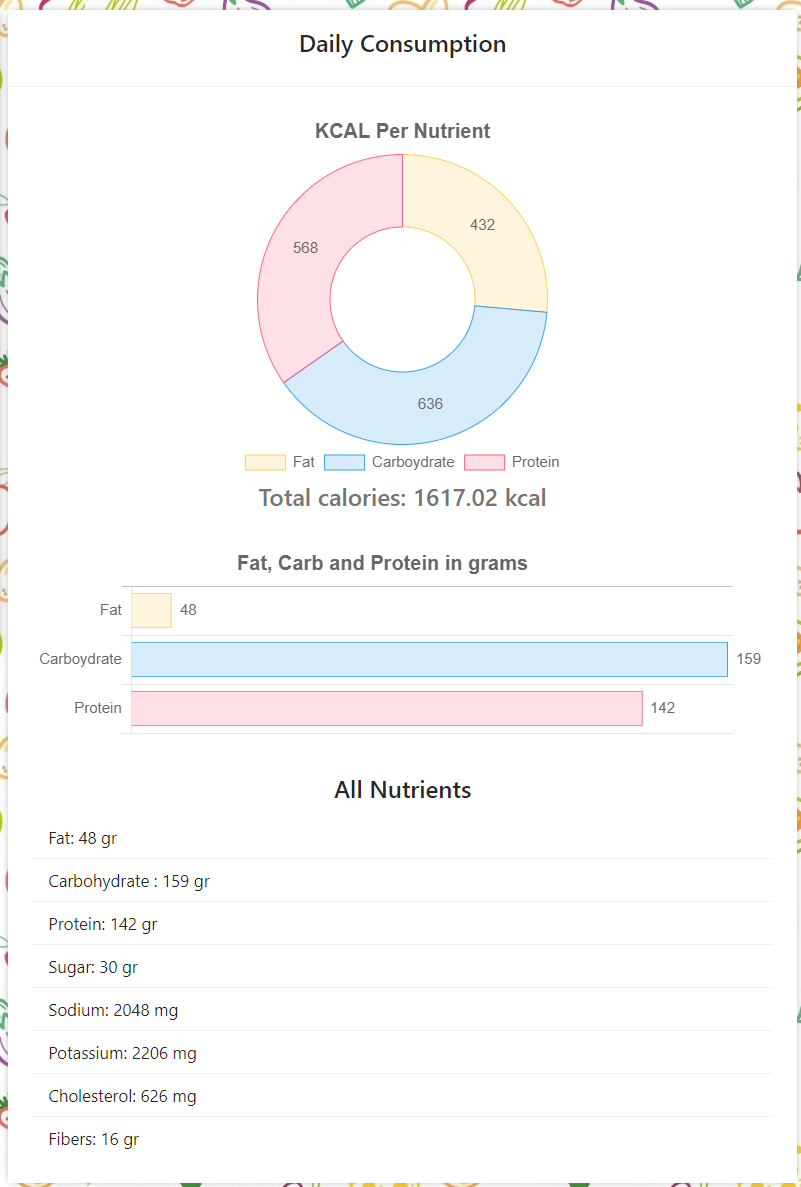 Daily Consumption
KCAL Per Nutrient
432
568
636
Fat Carboydrate Protein
Total calories: 1617.02 kcal
Fat, Carb and Protein in grams
Fat 48
Carboydrate 159
Protein 142
All Nutrients
Fat: 48 gr
Carbohydrate : 159 gr
Protein: 142 gr
Sugar: 30 gr
Sodium: 2048 mg
Potassium: 2206 mg
Cholesterol: 626 mg
Fibers: 16 gr